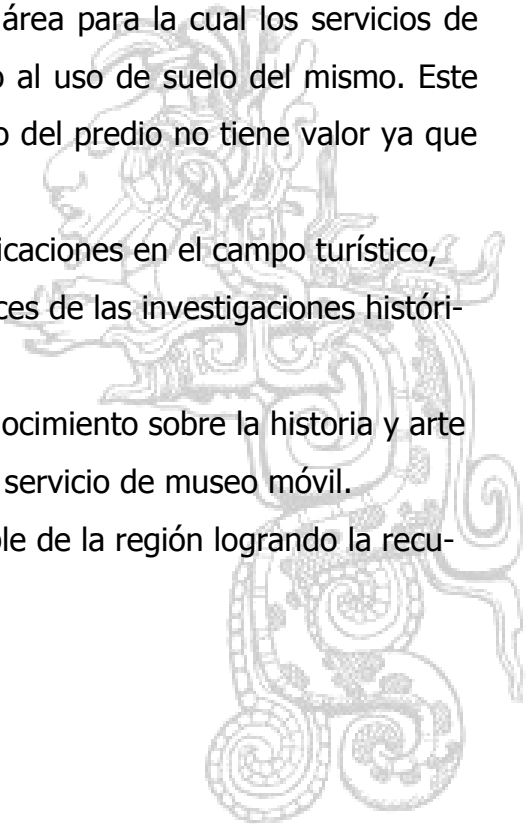 área para la cual los servicios de
al uso de suelo del mismo. Este
del predio no tiene valor ya que
icaciones en el campo turístico,
ces de las investigaciones históri-
ocimiento sobre la historia y arte
servicio de museo móvil.
le de la región logrando la recu-